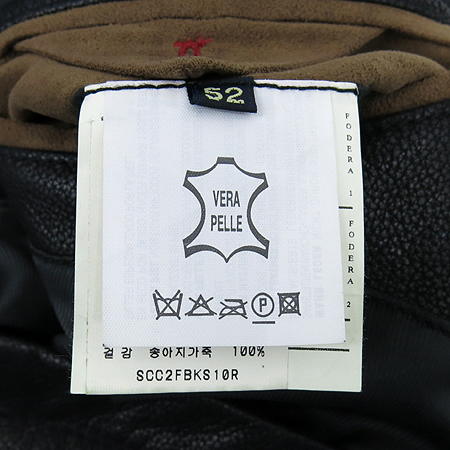 52
VERA
PELLE
P
FODERA 1
FODERA 2
겉감 송아지가죽 100%
SCC2FBKS10R